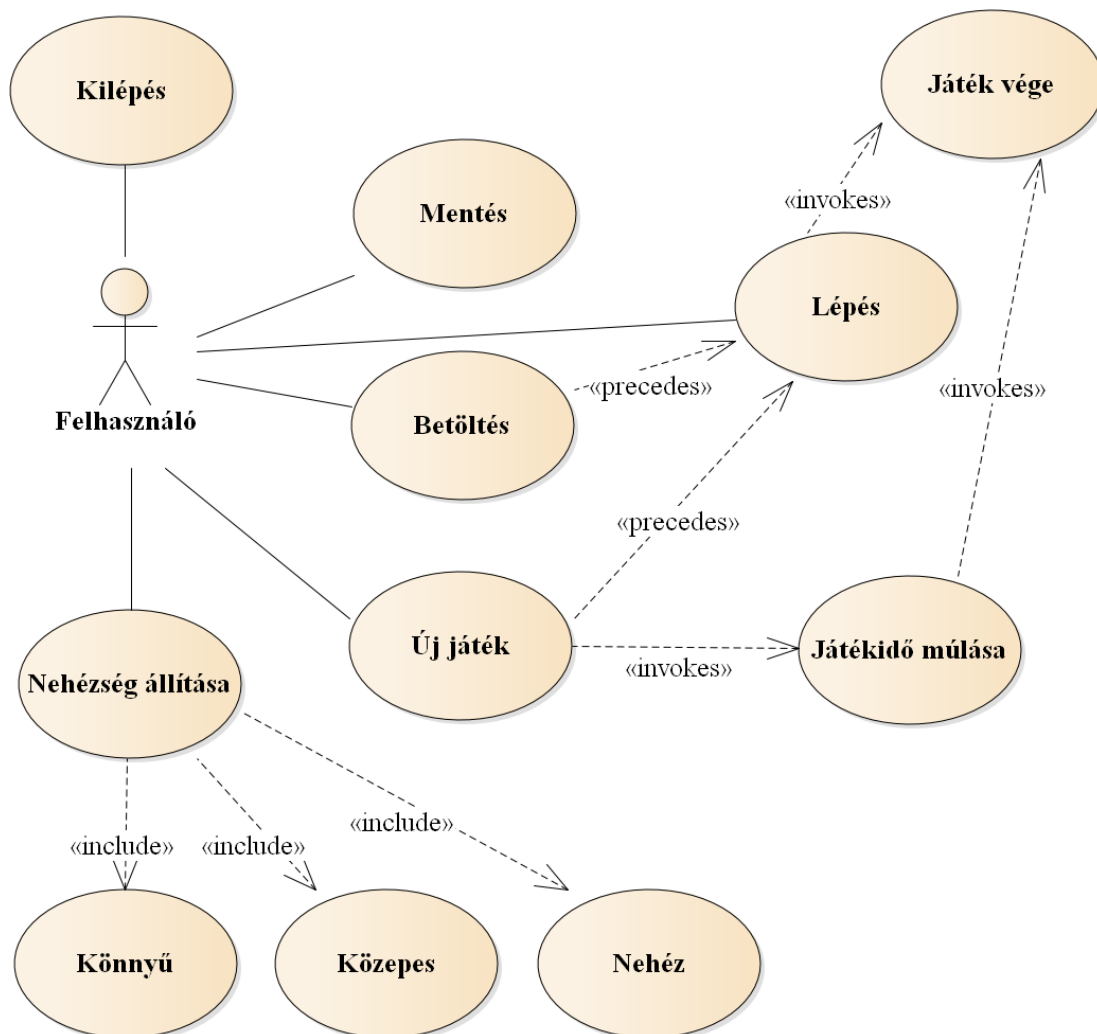 Kilépés
Játék vége
Mentés
«invokes»
Lépés
«precedes»
«invokes»
Felhasználó
Betöltés
«precedes»
Új játék
«invokes»
Játékidő múlása
Nehézség állítása
«include»
«include»
«include»
Könnyű
Közepes
Nehéz